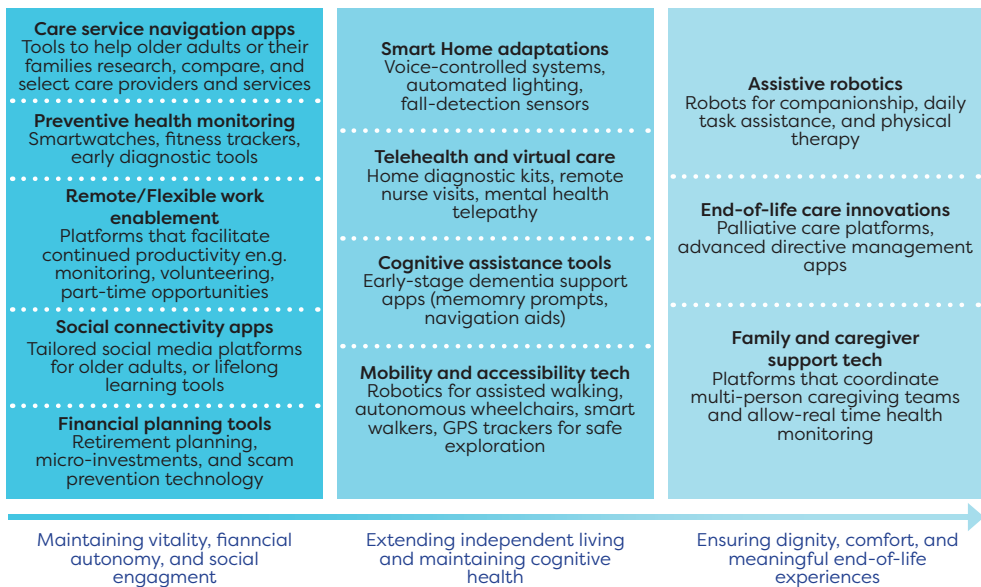 Care service navigation apps
Tools to help older adults or their
families research, compare, and
select care providers and services
Preventive health monitoring
Smartwatches, fitness trackers,
early diagnostic tools
Remote/Flexible work
enablement
Platforms that facilitate
continued productivity en.g.
monitoring, volunteering,
part-time opportunities
Social connectivity apps
Tailored social media platforms
for older adults, or lifelong
learning tools
Financial planning tools
Retirement planning,
micro-investments, and scam
prevention technology
Maintaining vitality, fianncial
autonomy, and social
engagment
Smart Home adaptations
Voice-controlled systems,
automated lighting,
fall-detection sensors
Telehealth and virtual care
Home diagnostic kits, remote
nurse visits, mental health
telepathy
Cognitive assistance tools
Early-stage dementia support
apps (memomry prompts,
navigation aids)
Mobility and accessibility tech
Robotics for assisted walking,
autonomous wheelchairs, smart
walkers, GPS trackers for safe
exploration
Extending independent living
and maintaining cognitive
health
Assistive robotics
Robots for companionship, daily
task assistance, and physical
therapy
End-of-life care innovations
Palliative care platforms,
advanced directive management
apps
Family and caregiver
support tech
Platforms that coordinate
multi-person caregiving teams
and allow-real time health
monitoring
Ensuring dignity, comfort, and
meaningful end-of-life
experiences